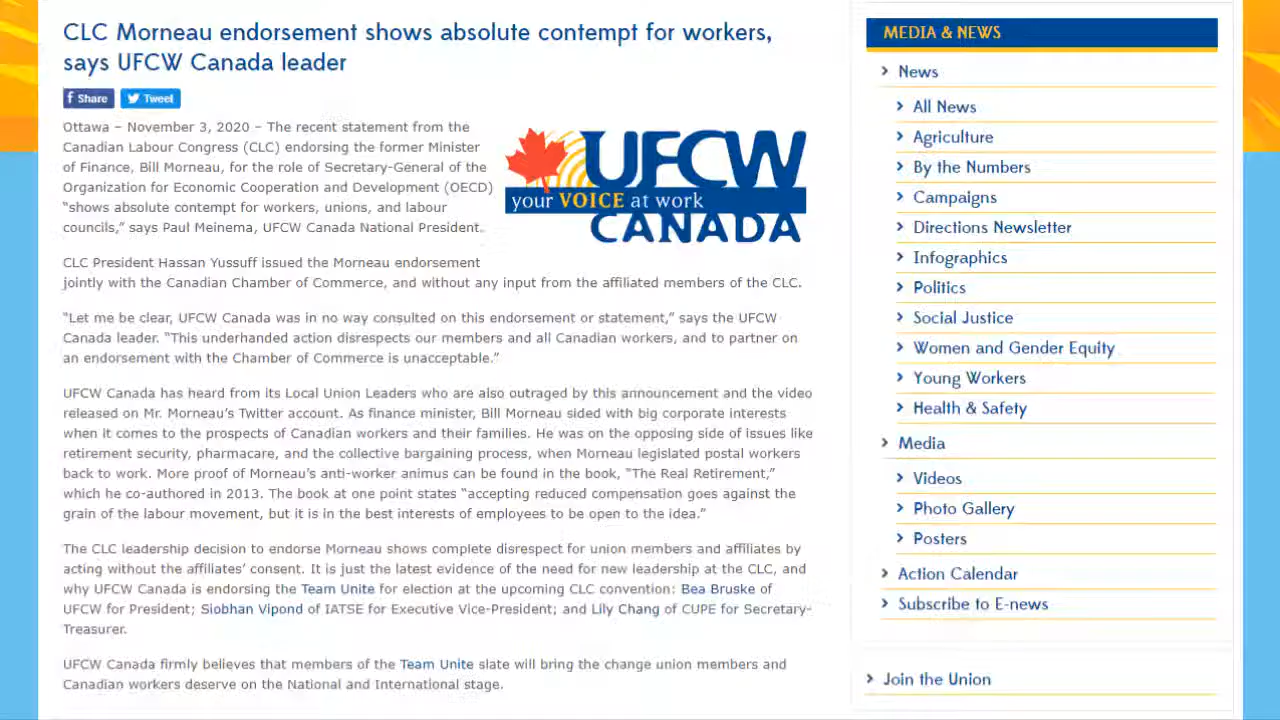 CLC Morneau endorsement shows absolute contempt for workers,
says UFCW Canada leader
f Share
Tweet
Ottawa – November 3, 2020 – The recent statement from the
Canadian Labour Congress (CLC) endorsing the former Minister
of Finance, Bill Morneau, for the role of Secretary-General of the
Organization for Economic Cooperation and Development (OECD)
“shows absolute contempt for workers, unions, and labour
councils,” says Paul Meinema, UFCW Canada National President.
UFCW
your VOICE at work
CANADA
CLC President Hassan Yussuff issued the Morneau endorsement
jointly with the Canadian Chamber of Commerce, and without any input from the affiliated members of the CLC.
“Let me be clear, UFCW Canada was in no way consulted on this endorsement or statement,” says the UFCW
Canada leader. “This underhanded action disrespects our members and all Canadian workers, and to partner on
an endorsement with the Chamber of Commerce is unacceptable.”
UFCW Canada has heard from its Local Union Leaders who are also outraged by this announcement and the video
released on Mr. Morneau’s Twitter account. As finance minister, Bill Morneau sided with big corporate interests
when it comes to the prospects of Canadian workers and their families. He was on the opposing side of issues like
retirement security, pharmacare, and the collective bargaining process, when Morneau legislated postal workers
back to work. More proof of Morneau’s anti-worker animus can be found in the book, “The Real Retirement,”
which he co-authored in 2013. The book at one point states “accepting reduced compensation goes against the
grain of the labour movement, but it is in the best interests of employees to be open to the idea.”
The CLC leadership decision to endorse Morneau shows complete disrespect for union members and affiliates by
acting without the affiliates’ consent. It is just the latest evidence of the need for new leadership at the CLC, and
why UFCW Canada is endorsing the Team Unite for election at the upcoming CLC convention: Bea Bruske of
UFCW for President; Siobhan Vipond of IATSE for Executive Vice-President; and Lily Chang of CUPE for Secretary-
Treasurer.
UFCW Canada firmly believes that members of the Team Unite slate will bring the change union members and
Canadian workers deserve on the National and International stage.
MEDIA & NEWS
News
All News
Agriculture
By the Numbers
Campaigns
Directions Newsletter
Infographics
Politics
Social Justice
Women and Gender Equity
Young Workers
Health & Safety
Media
Videos
Photo Gallery
Posters
Action Calendar
Subscribe to E-news
Join the Union